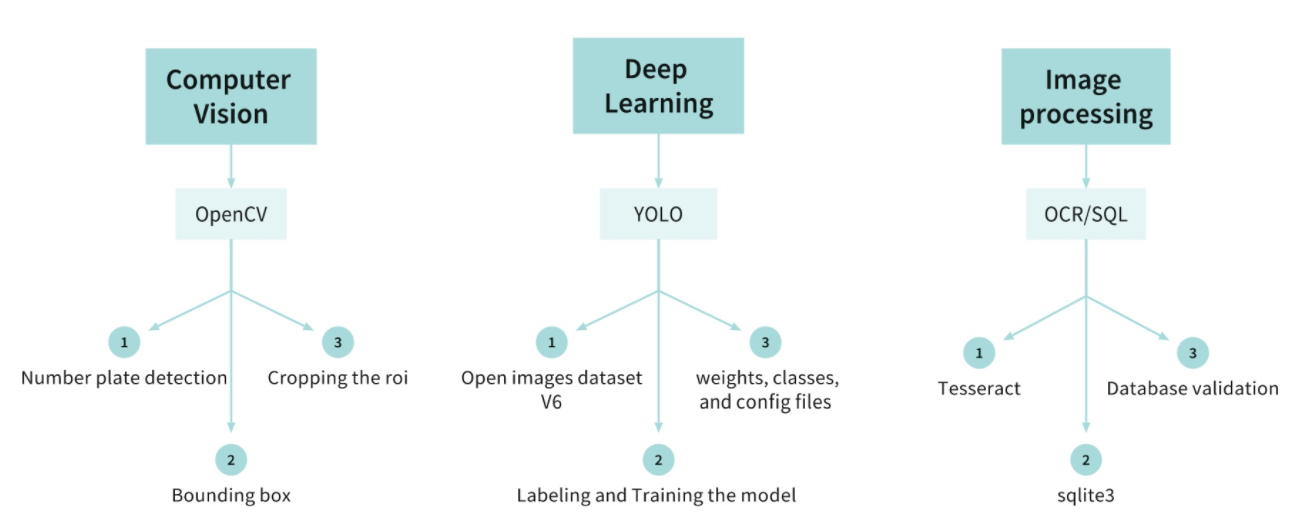 Computer
Vision
OpenCV
1
Number plate detection
3
Cropping the roi
2
Bounding box
Deep
Learning
YOLO
1
Open images dataset
V6
3
weights, classes,
and config files
2
Labeling and Training the model
Image
processing
OCR/SQL
1
Tesseract
3
Database validation
2
sqlite3